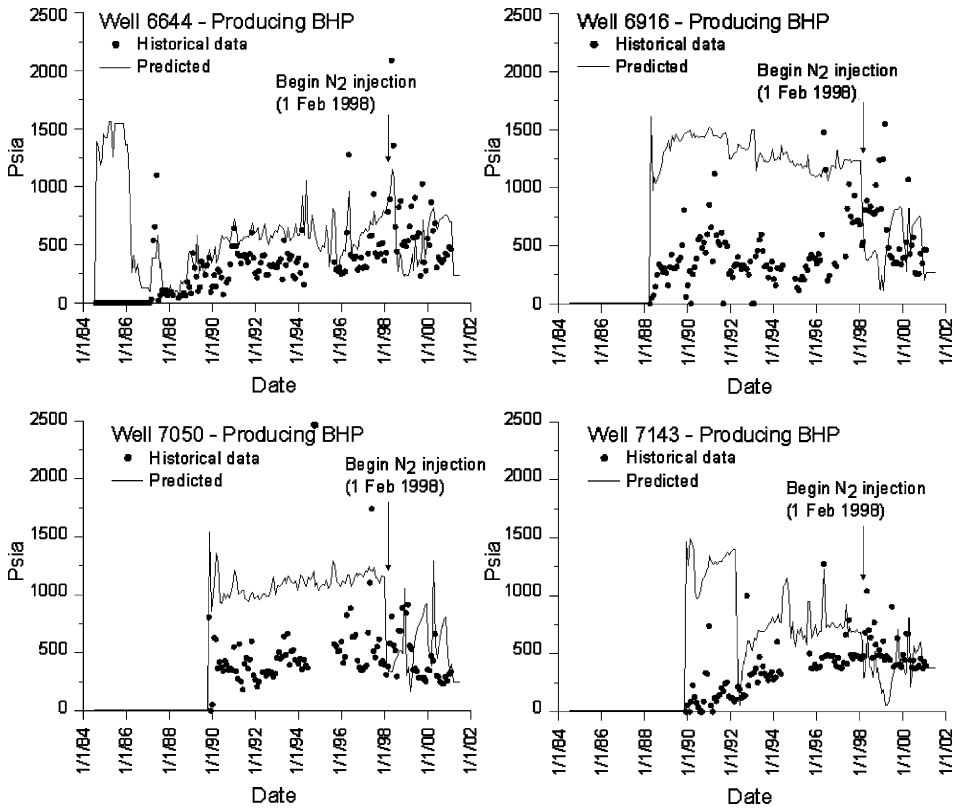 Well 6644 - Producing BHP
Historical data
Predicted
Begin N2 injection
(1 Feb 1998)
Psia
2500
2000
1500
1000
500
0
1/1/84
1/1/86
1/1/88
1/1/90
1/1/92
1/1/94
1/1/96
1/1/98
1/1/00
1/1/02
Date
Well 6916 - Producing BHP
Historical data
Predicted
Begin N2 injection
(1 Feb 1998)
Psia
2500
2000
1500
1000
500
0
1/1/84
1/1/86
1/1/88
1/1/90
1/1/92
1/1/94
1/1/96
1/1/98
1/1/00
1/1/02
Date
Well 7050 - Producing BHP
Historical data
Predicted
Begin N2 injection
(1 Feb 1998)
Psia
2500
2000
1500
1000
500
0
1/1/84
1/1/86
1/1/88
1/1/90
1/1/92
1/1/94
1/1/96
1/1/98
1/1/00
1/1/02
Date
Well 7143 - Producing BHP
Historical data
Predicted
Begin N2 injection
(1 Feb 1998)
Psia
2500
2000
1500
1000
500
0
1/1/84
1/1/86
1/1/88
1/1/90
1/1/92
1/1/94
1/1/96
1/1/98
1/1/00
1/1/02
Date